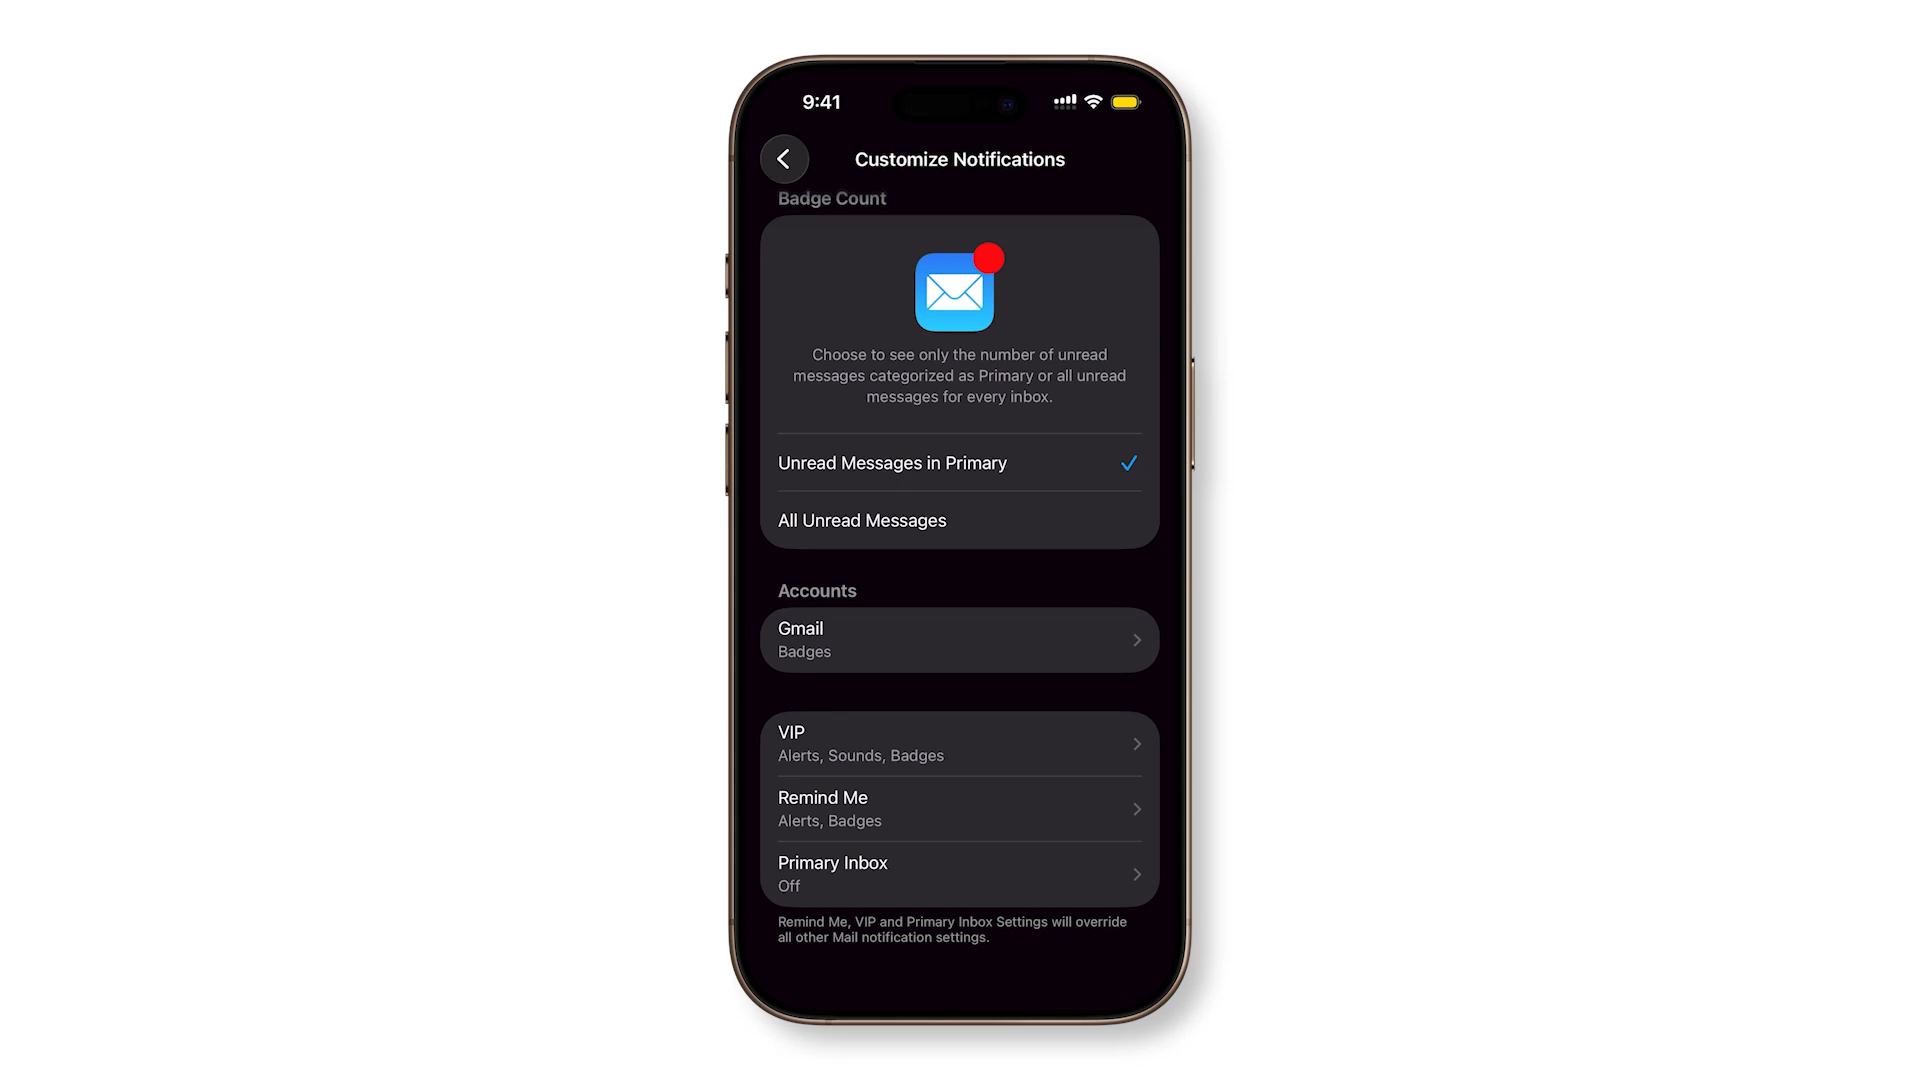 9:41
Customize Notifications
Badge Count
Choose to see only the number of unread
messages categorized as Primary or all unread
messages for every inbox.
Unread Messages in Primary
All Unread Messages
Accounts
Gmail
Badges
VIP
Alerts, Sounds, Badges
Remind Me
Alerts, Badges
Primary Inbox
Off
Remind Me, VIP and Primary Inbox Settings will override
all other Mail notification settings.